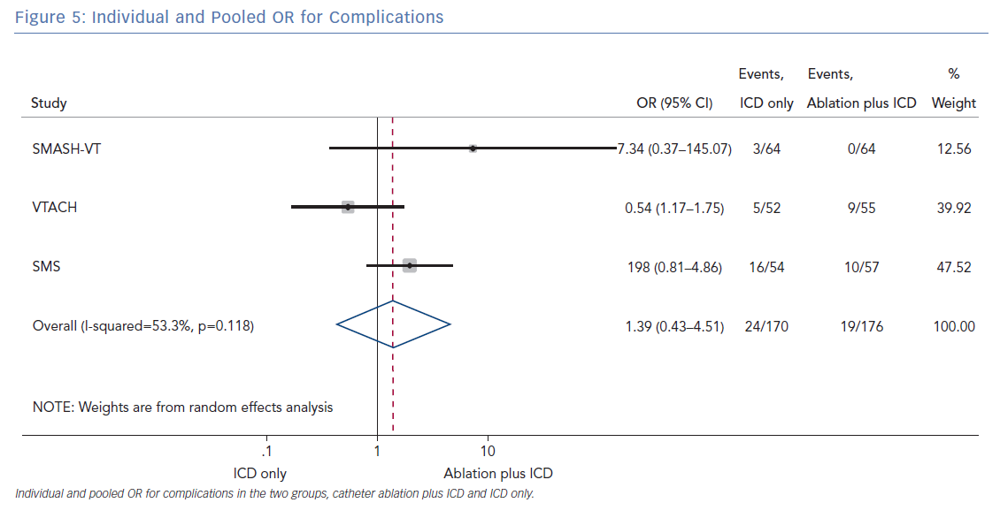 Figure 5: Individual and Pooled OR for Complications
Events, Events, %
Study OR (95% CI) ICD only Ablation plus ICD Weight
SMASH-VT 7.34 (0.37–145.07) 3/64 0/64 12.56
VTACH 0.54 (1.17–1.75) 5/52 9/55 39.92
SMS 198 (0.81–4.86) 16/54 10/57 47.52
Overall (I-squared=53.3%, p=0.118) 1.39 (0.43–4.51) 24/170 19/176 100.00
NOTE: Weights are from random effects analysis
.1 1 10
ICD only Ablation plus ICD
Individual and pooled OR for complications in the two groups, catheter ablation plus ICD and ICD only.